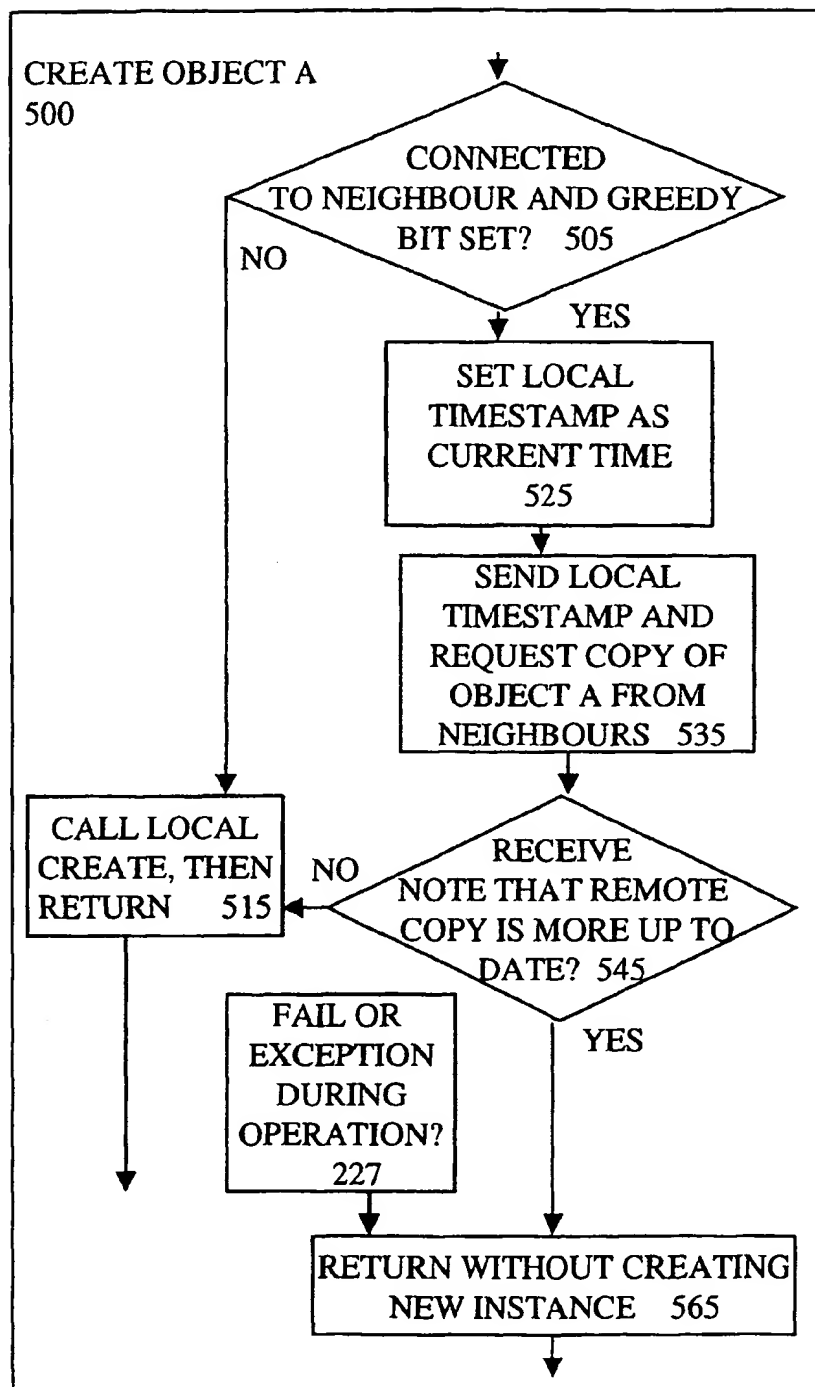 CREATE OBJECT A
500
CONNECTED
TO NEIGHBOUR AND GREEDY
BIT SET? 505
NO
YES
SET LOCAL
TIMESTAMP AS
CURRENT TIME
525
SEND LOCAL
TIMESTAMP AND
REQUEST COPY OF
OBJECT A FROM
NEIGHBOURS 535
CALL LOCAL
CREATE, THEN
RETURN 515
NO
RECEIVE
NOTE THAT REMOTE
COPY IS MORE UP TO
DATE? 545
YES
FAIL OR
EXCEPTION
DURING
OPERATION?
227
RETURN WITHOUT CREATING
NEW INSTANCE 565